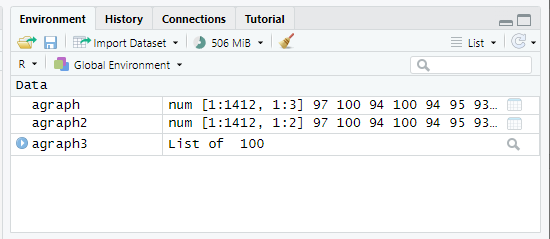 Environment History Connections Tutorial
Import Dataset 506 MiB List
R Global Environment
Data
agraph num [1:1412, 1:3] 97 100 94 100 94 95 93…
agraph2 num [1:1412, 1:2] 97 100 94 100 94 95 93…
agraph3 List of  100